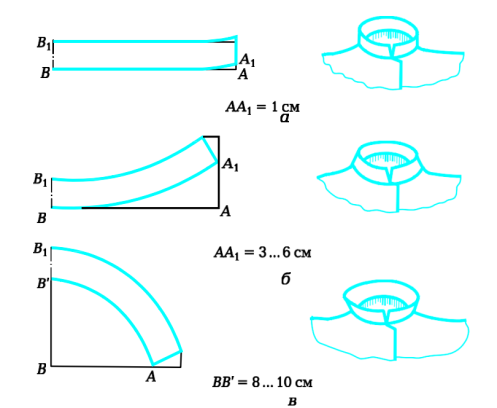 B₁
B
A₁
A
AA₁ = 1 см
а
B₁
B
A₁
A
AA₁ = 3 ... 6 см
б
B₁
B′
B
A
BB′ = 8 ... 10 см
в